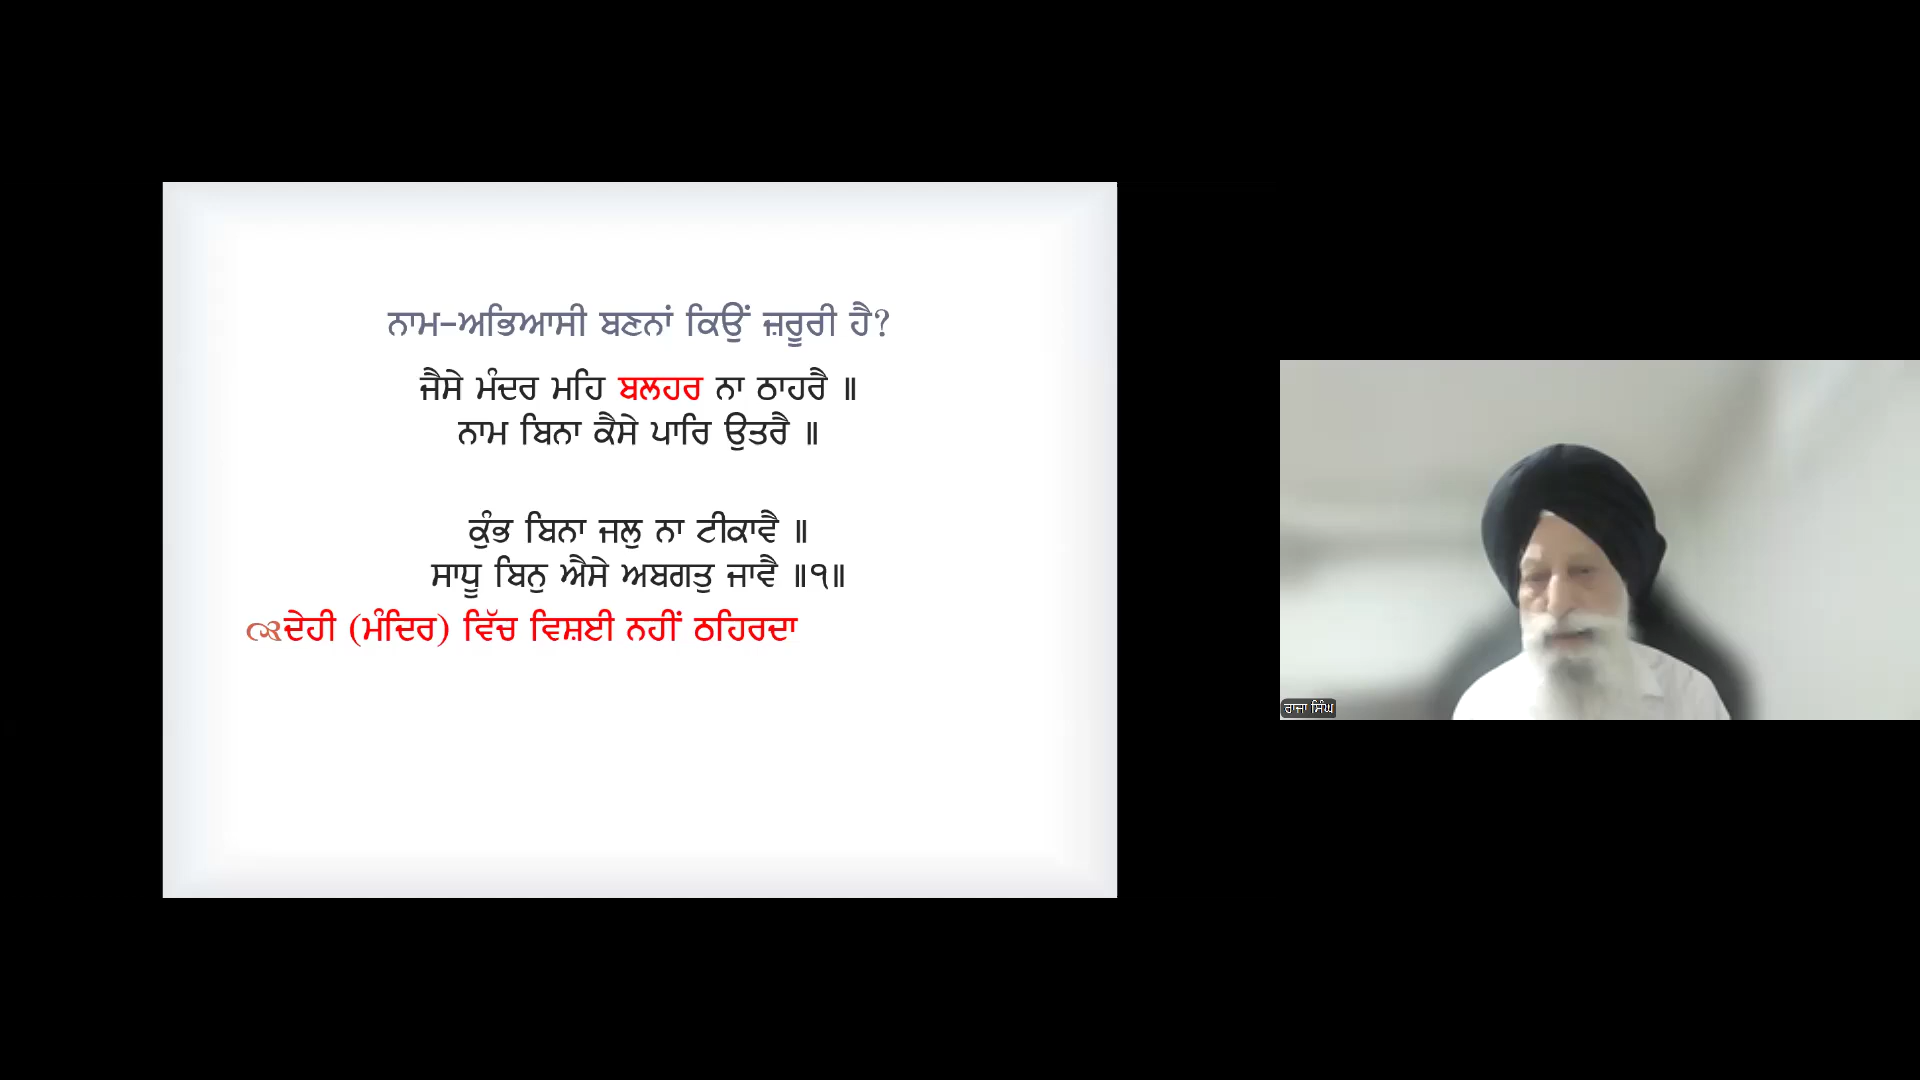 ਨਾਮ-ਅਭਿਆਸੀ ਬਣਨਾਂ ਕਿਉਂ ਜ਼ਰੂਰੀ ਹੈ?
ਜੈਸੇ ਮੰਦਰ ਮਹਿ ਬਲਹਰ ਨਾ ਠਾਹਰੈ ॥
ਨਾਮ ਬਿਨਾ ਕੈਸੇ ਪਾਰਿ ਉਤਰੈ ॥
ਕੁੰਭ ਬਿਨਾ ਜਲੁ ਨਾ ਟੀਕਾਵੈ ॥
ਸਾਧੂ ਬਿਨੁ ਐਸੇ ਅਬਗਤੁ ਜਾਵੈ ॥੧॥
ਦੇਹੀ (ਮੰਦਿਰ) ਵਿੱਚ ਵਿਸ਼ਈ ਨਹੀਂ ਠਹਿਰਦਾ
ਰਾਜਾ ਸਿੰਘ